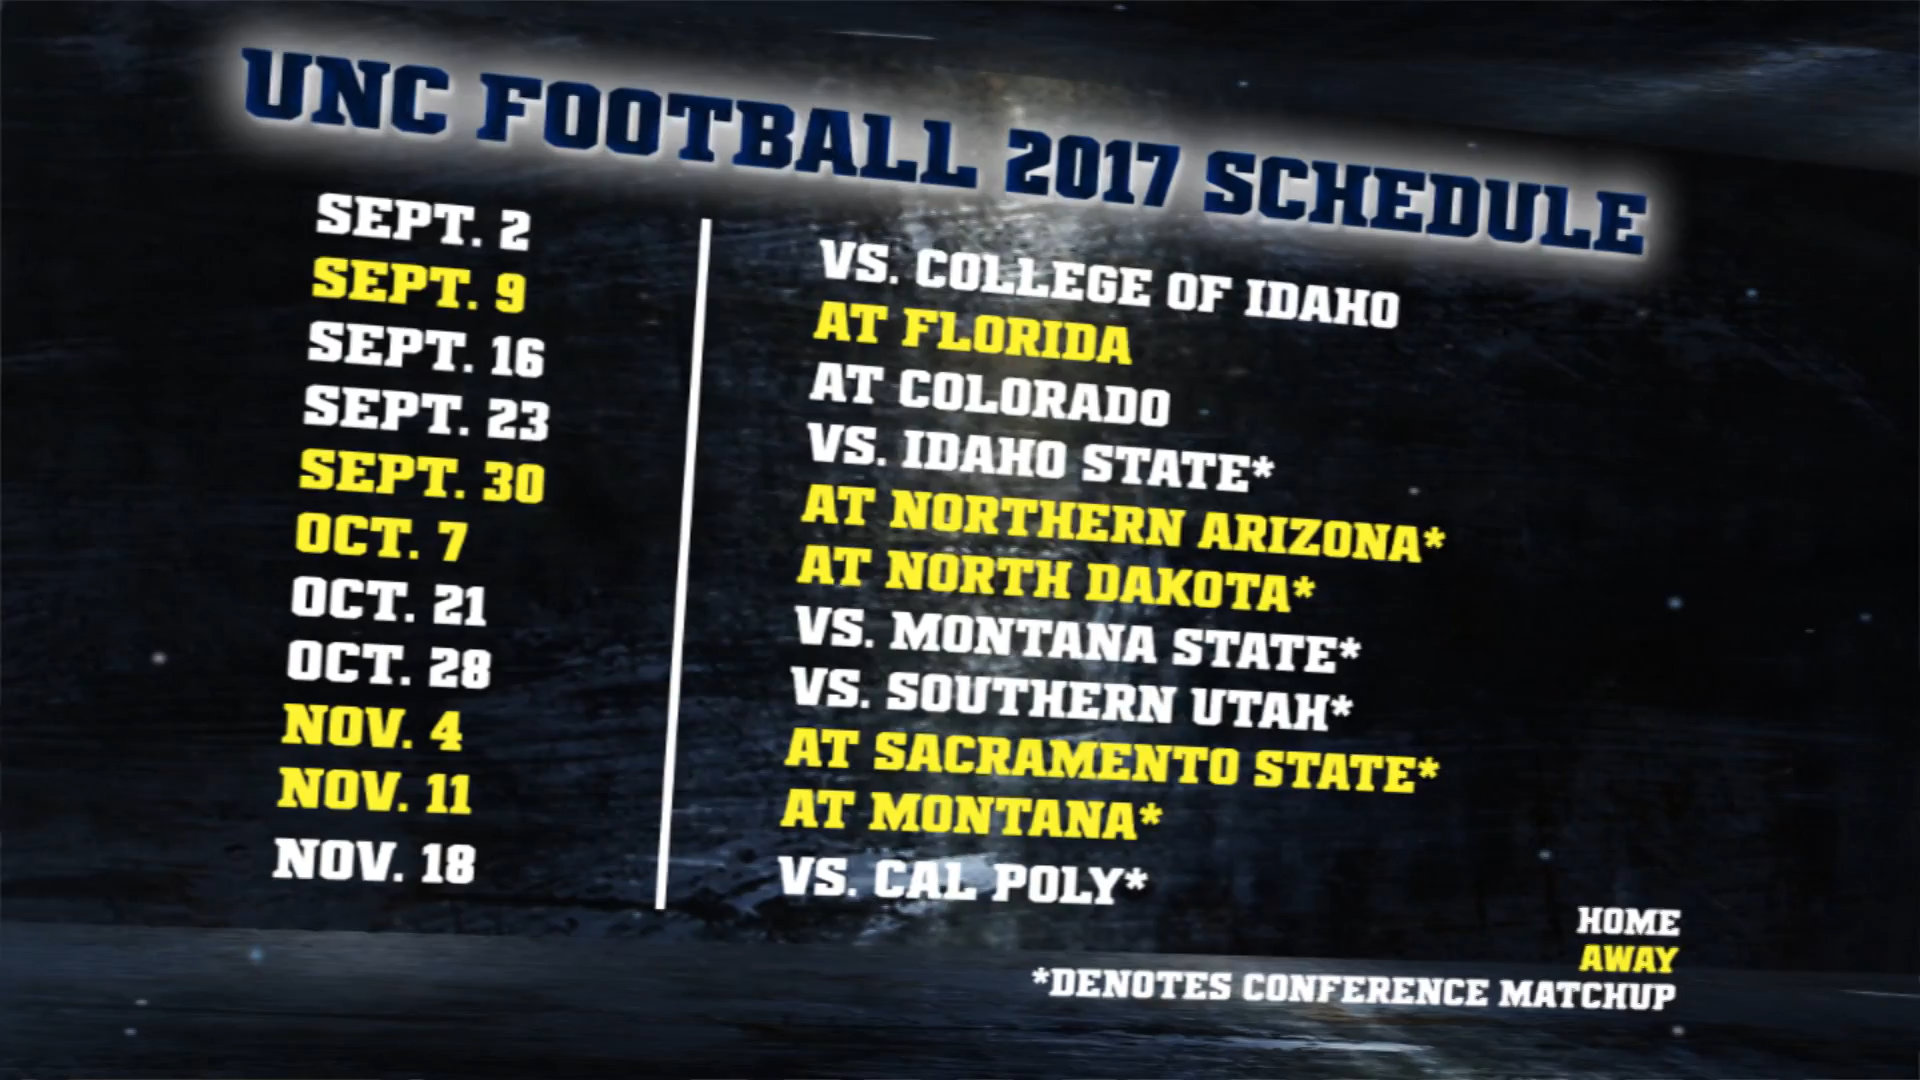 UNC FOOTBALL 2017 SCHEDULE
SEPT. 2 VS. COLLEGE OF IDAHO
SEPT. 9 AT FLORIDA
SEPT. 16 AT COLORADO
SEPT. 23 VS. IDAHO STATE*
SEPT. 30 AT NORTHERN ARIZONA*
OCT. 7 AT NORTH DAKOTA*
OCT. 21 VS. MONTANA STATE*
OCT. 28 VS. SOUTHERN UTAH*
NOV. 4 AT SACRAMENTO STATE*
NOV. 11 AT MONTANA*
NOV. 18 VS. CAL POLY*
HOME
AWAY
*DENOTES CONFERENCE MATCHUP